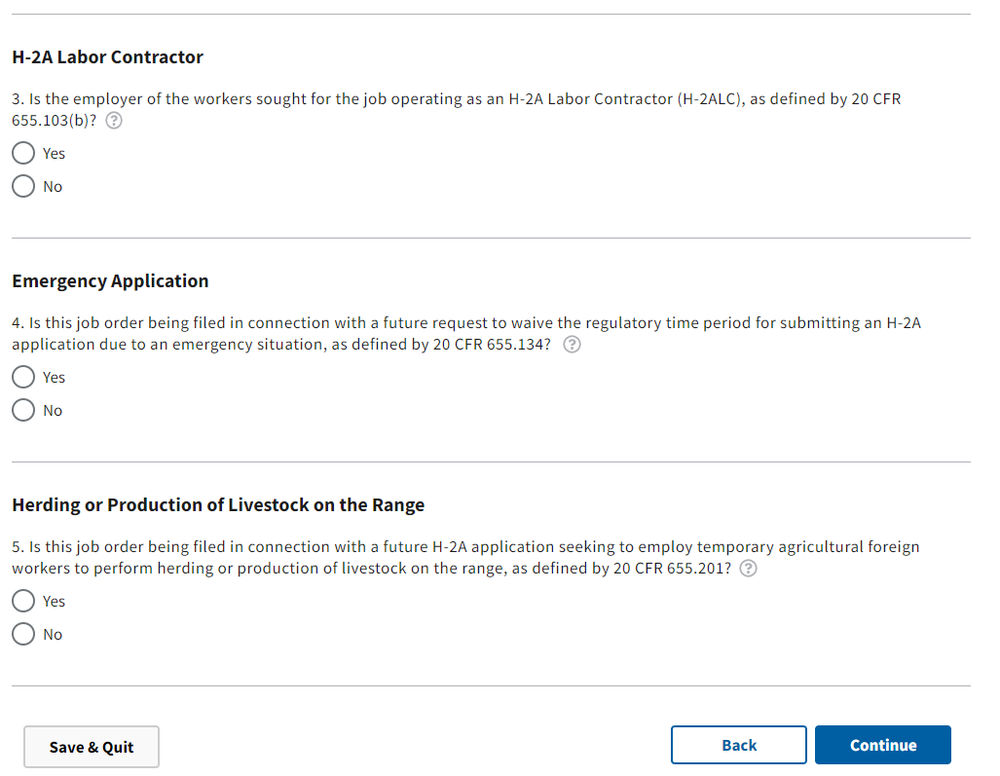 H-2A Labor Contractor
3. Is the employer of the workers sought for the job operating as an H-2A Labor Contractor (H-2ALC), as defined by 20 CFR
655.103(b)? ?
Yes
No
Emergency Application
4. Is this job order being filed in connection with a future request to waive the regulatory time period for submitting an H-2A
application due to an emergency situation, as defined by 20 CFR 655.134? ?
Yes
No
Herding or Production of Livestock on the Range
5. Is this job order being filed in connection with a future H-2A application seeking to employ temporary agricultural foreign
workers to perform herding or production of livestock on the range, as defined by 20 CFR 655.201? ?
Yes
No
Save & Quit
Back
Continue